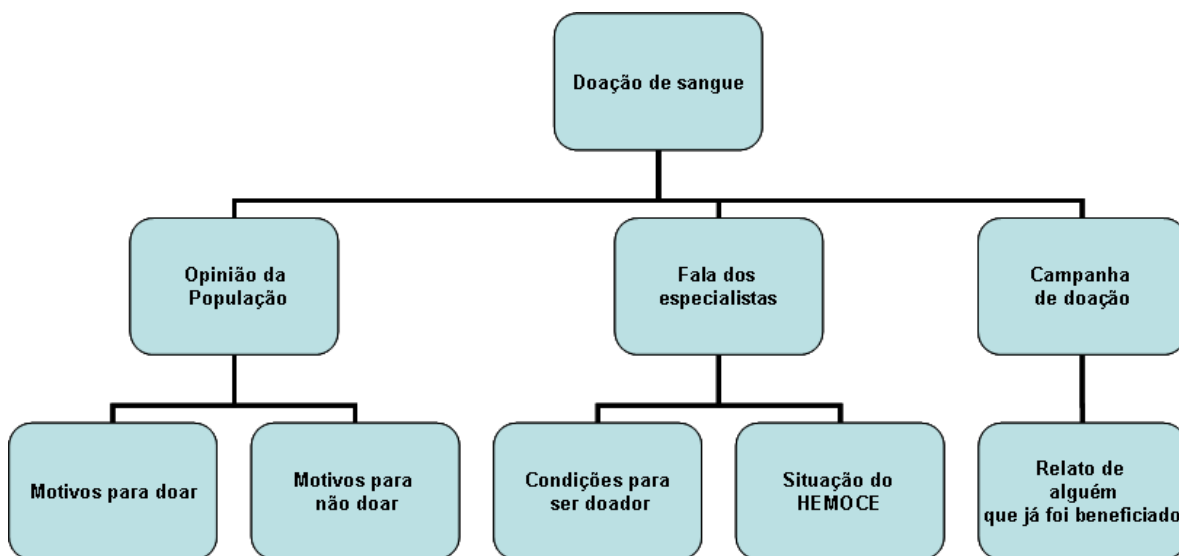 Doação de sangue
Opinião da
População
Fala dos
especialistas
Campanha
de doação
Motivos para doar
Motivos para
não doar
Condições para
ser doador
Situação do
HEMOCE
Relato de
alguém
que já foi beneficiado